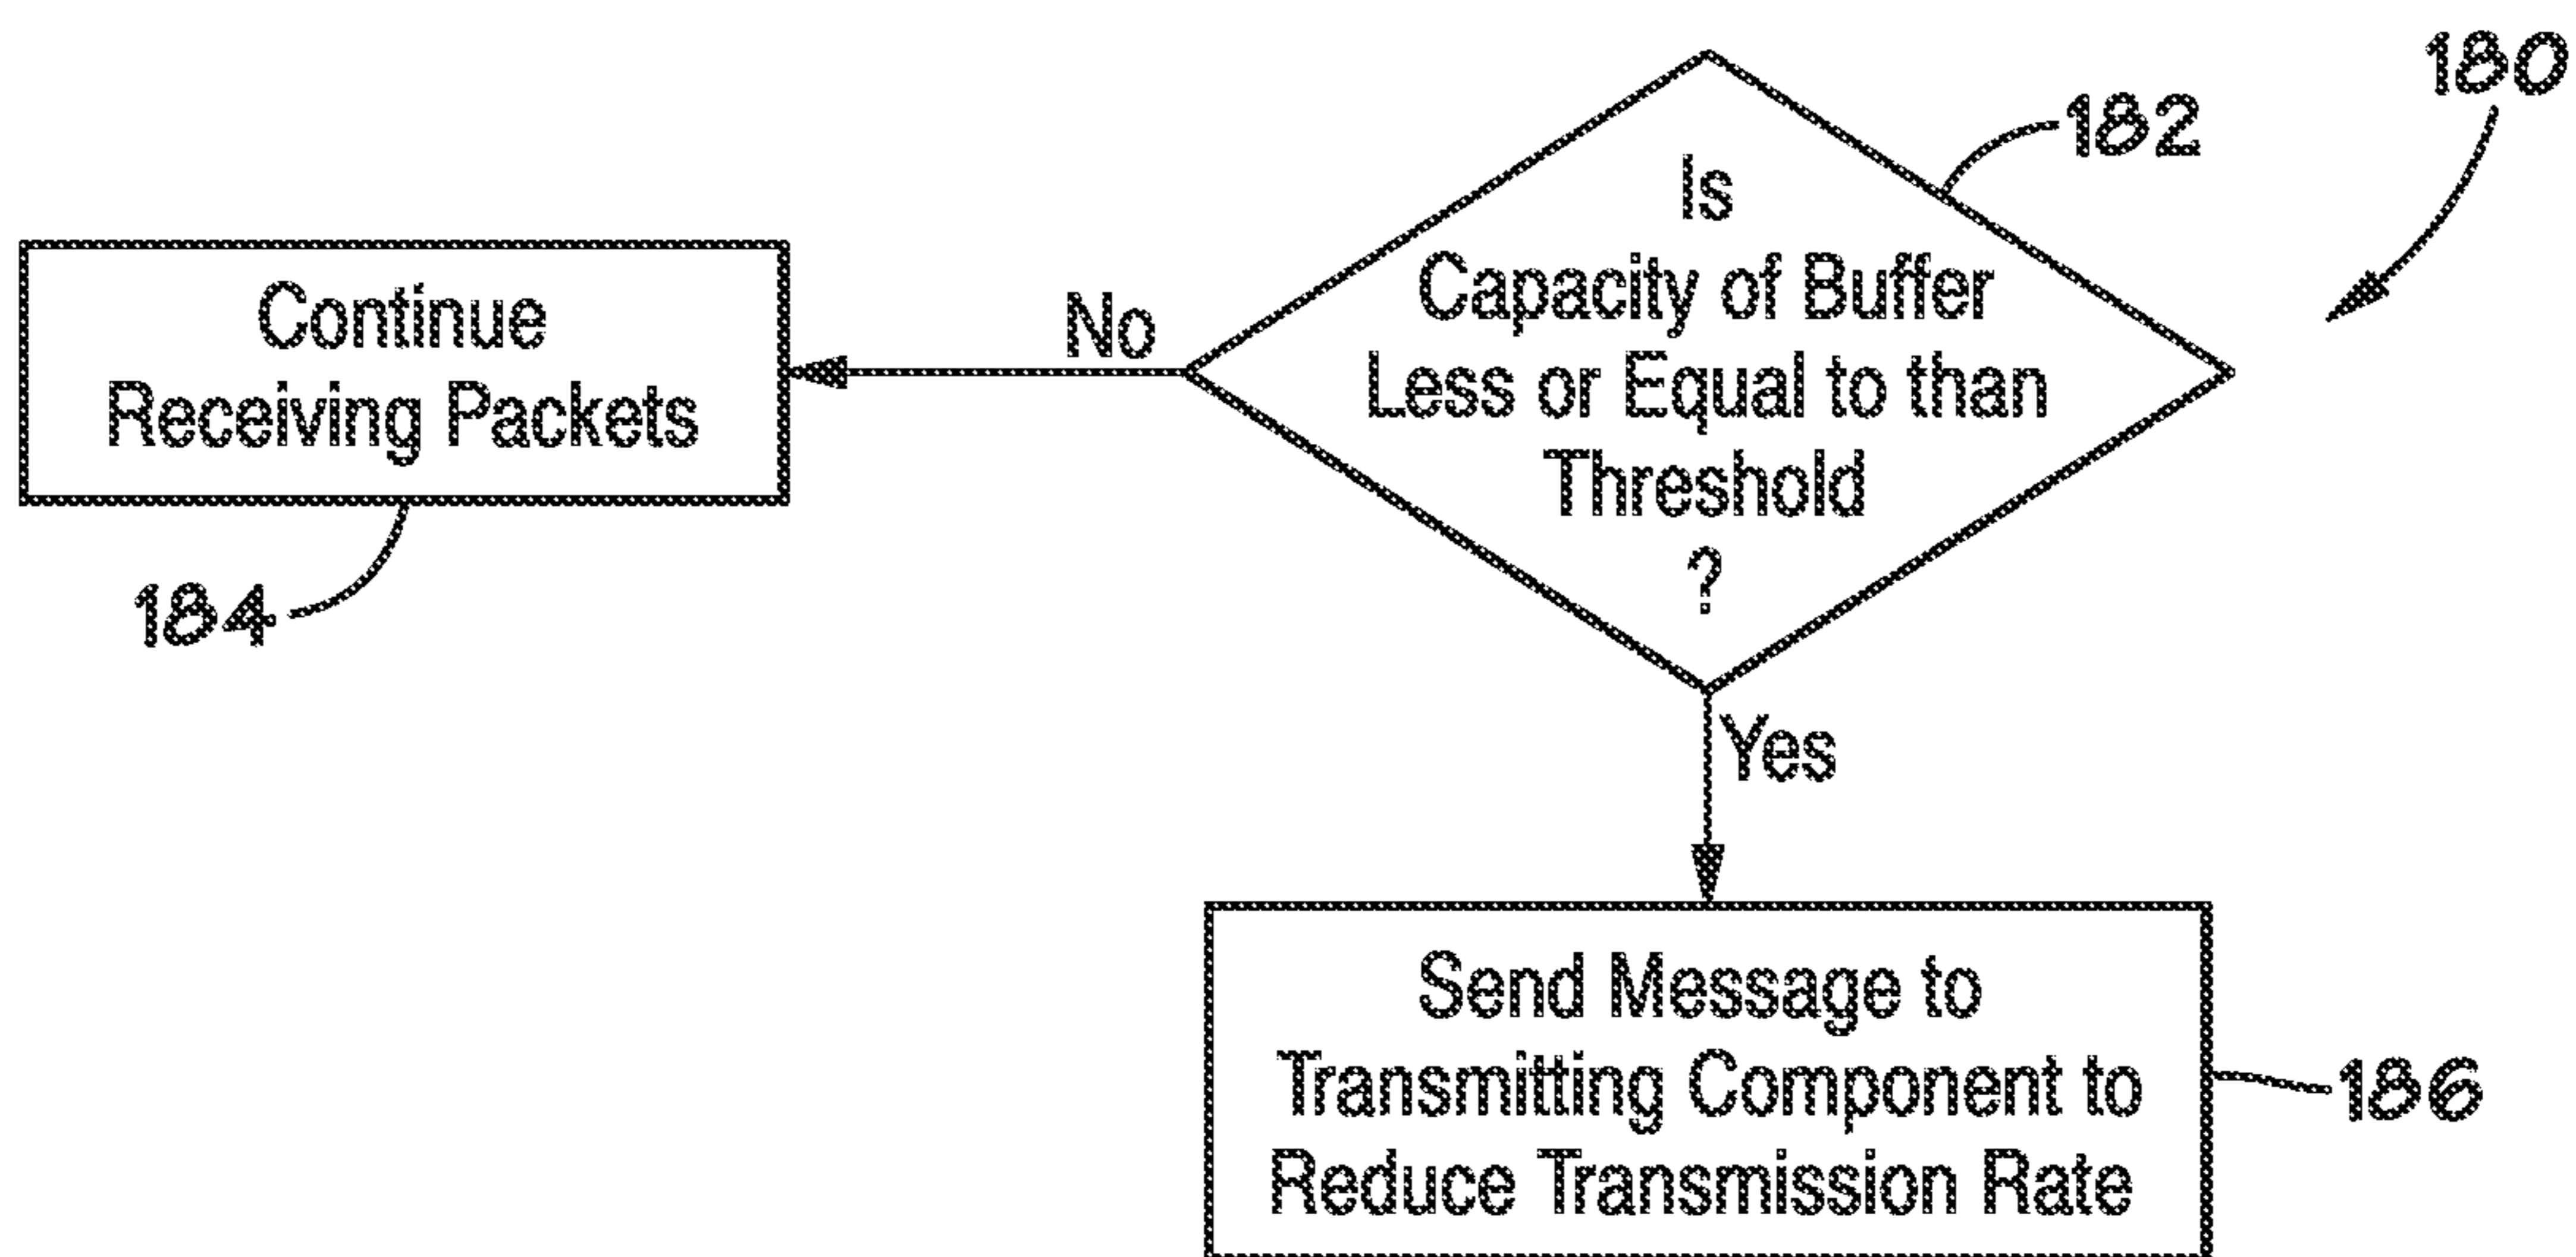 180
182
Is
Capacity of Buffer
Less or Equal to than
Threshold
?
No
Continue
Receiving Packets
184
Yes
Send Message to
Transmitting Component to
Reduce Transmission Rate
186